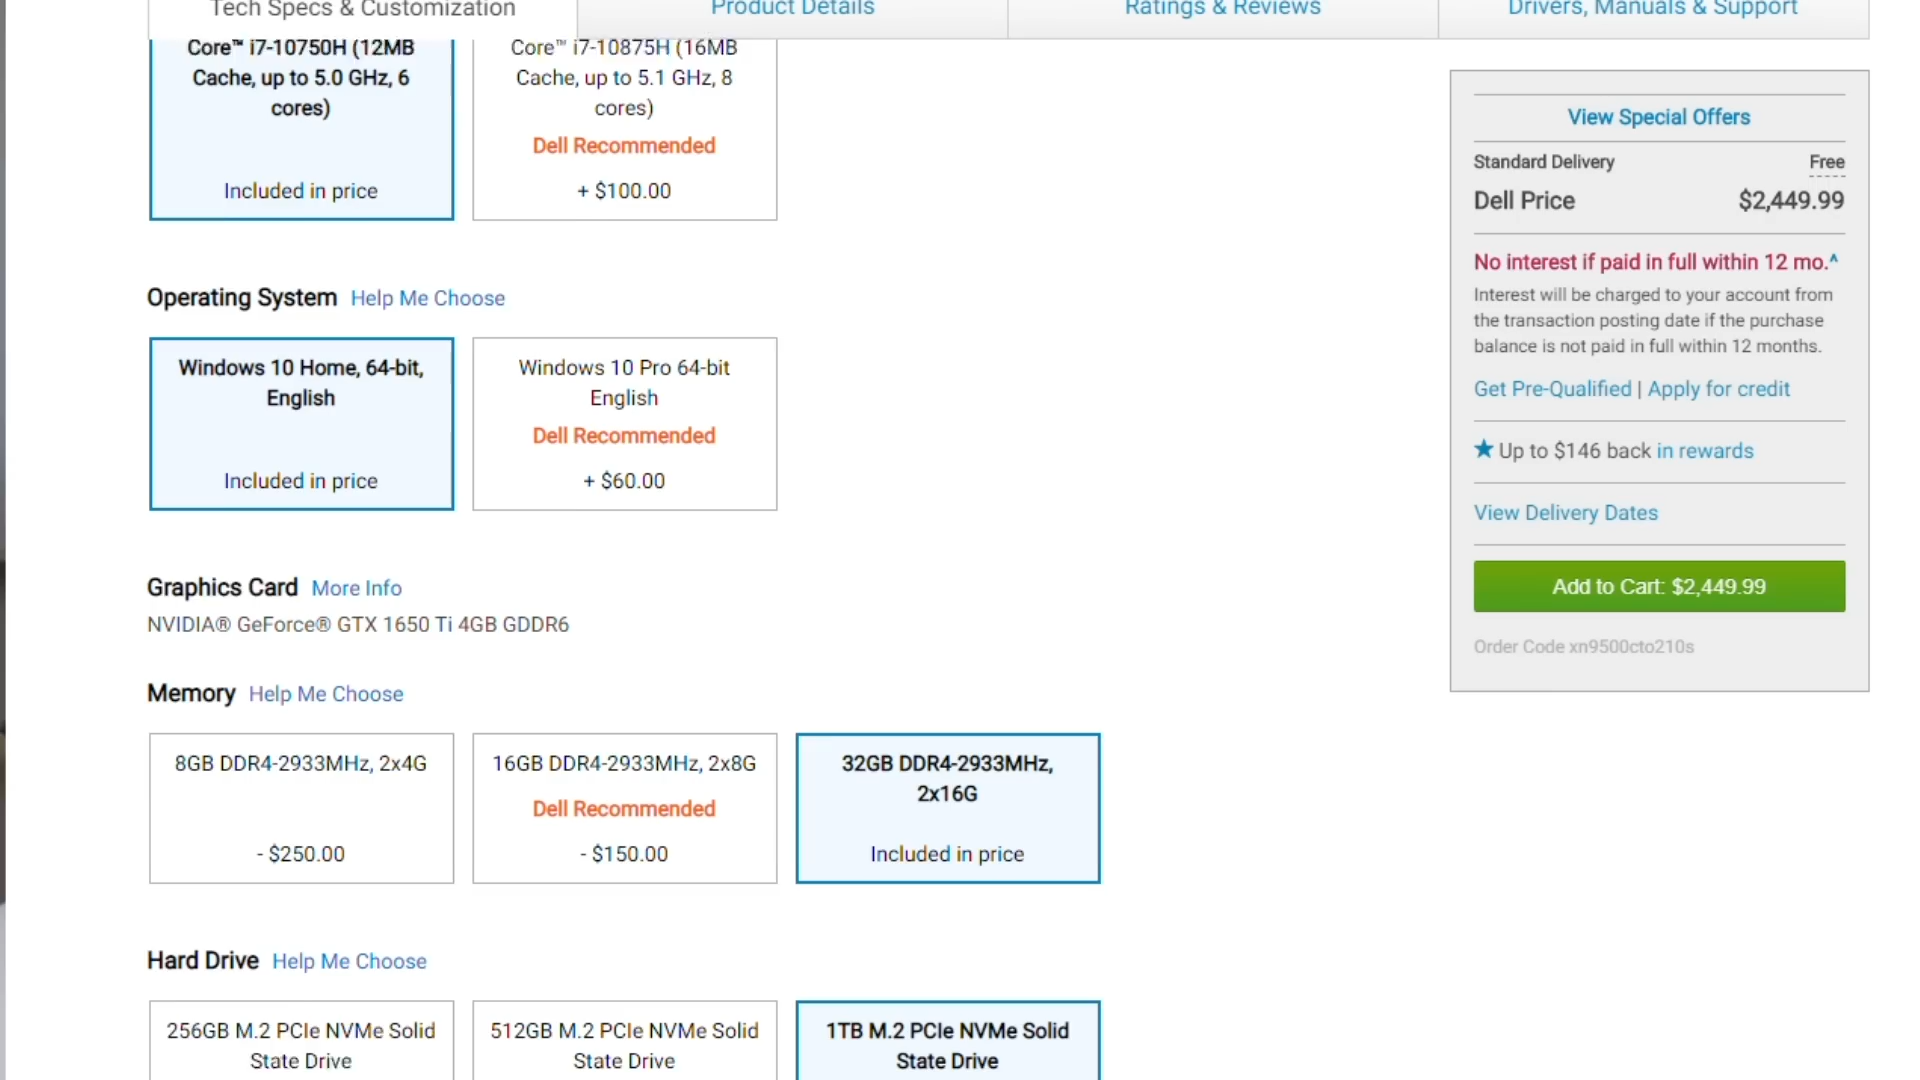 Tech Specs & Customization
Product Details
Ratings & Reviews
Drivers, Manuals & Support
Core™ i7-10750H (12MB
Cache, up to 5.0 GHz, 6
cores)
Included in price
Core™ i7-10875H (16MB
Cache, up to 5.1 GHz, 8
cores)
Dell Recommended
+ $100.00
Operating System Help Me Choose
Windows 10 Home, 64-bit,
English
Included in price
Windows 10 Pro 64-bit
English
Dell Recommended
+ $60.00
Graphics Card More Info
NVIDIA® GeForce® GTX 1650 Ti 4GB GDDR6
Memory Help Me Choose
8GB DDR4-2933MHz, 2x4G
- $250.00
16GB DDR4-2933MHz, 2x8G
Dell Recommended
- $150.00
32GB DDR4-2933MHz,
2x16G
Included in price
Hard Drive Help Me Choose
256GB M.2 PCIe NVMe Solid
State Drive
512GB M.2 PCIe NVMe Solid
State Drive
1TB M.2 PCIe NVMe Solid
State Drive
View Special Offers
Standard Delivery Free
Dell Price $2,449.99
No interest if paid in full within 12 mo.^
Interest will be charged to your account from
the transaction posting date if the purchase
balance is not paid in full within 12 months.
Get Pre-Qualified | Apply for credit
★ Up to $146 back in rewards
View Delivery Dates
Add to Cart: $2,449.99
Order Code xn9500cto210s